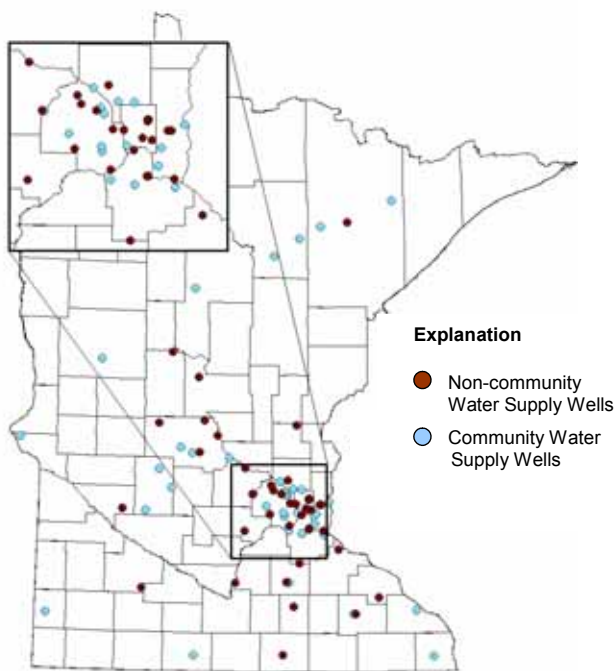 Explanation
Non-community
Water Supply Wells
Community Water
Supply Wells